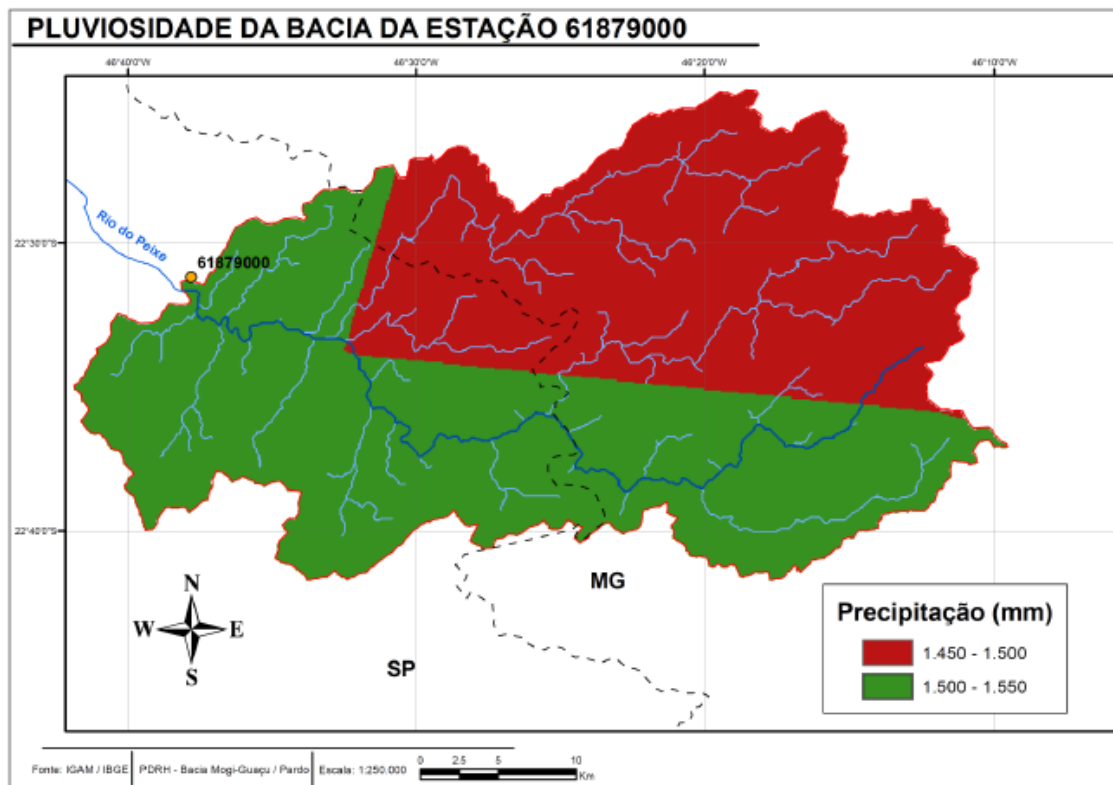 PLUVIOSIDADE DA BACIA DA ESTAÇÃO 61879000
46°40'0"W 46°30'0"W 46°20'0"W 46°10'0"W
22°30'0"S
Rio do Peixe
61879000
22°40'0"S
N
W E
S
MG
SP
Precipitação (mm)
1.450 - 1.500
1.500 - 1.550
Fonte: IGAM / IBGE PDRH - Bacia Mogi-Guaçu / Pardo Escala: 1:250.000
0 2.5 5 10
Km